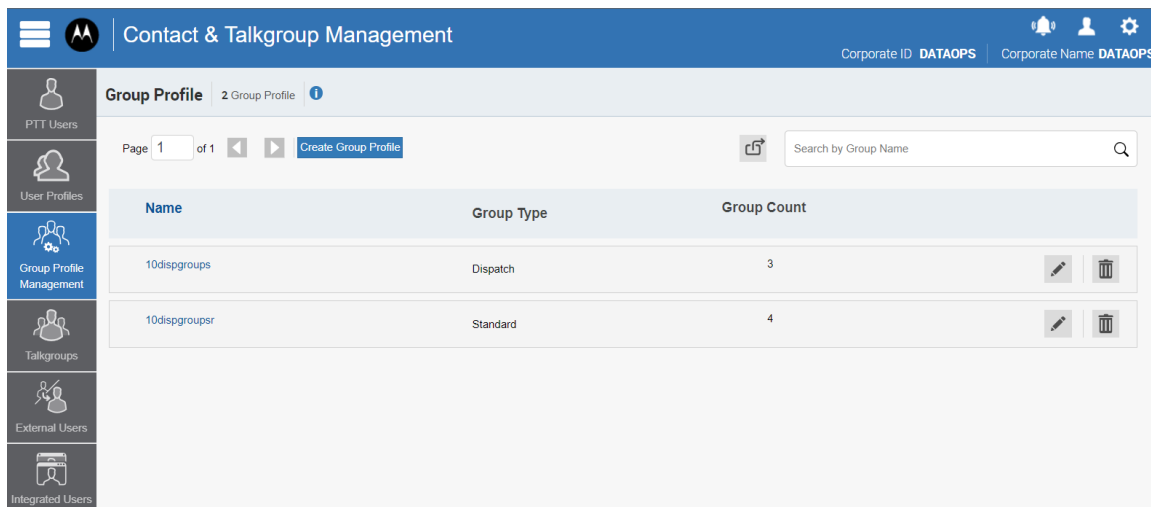 Contact & Talkgroup Management
Corporate ID DATAOPS
Corporate Name DATAOPS
PTT Users
User Profiles
Group Profile
Management
Talkgroups
External Users
Integrated Users
Group Profile
2 Group Profile
Page 1 of 1
Create Group Profile
Search by Group Name
Name Group Type Group Count
10dispgroups Dispatch 3
10dispgroupsr Standard 4